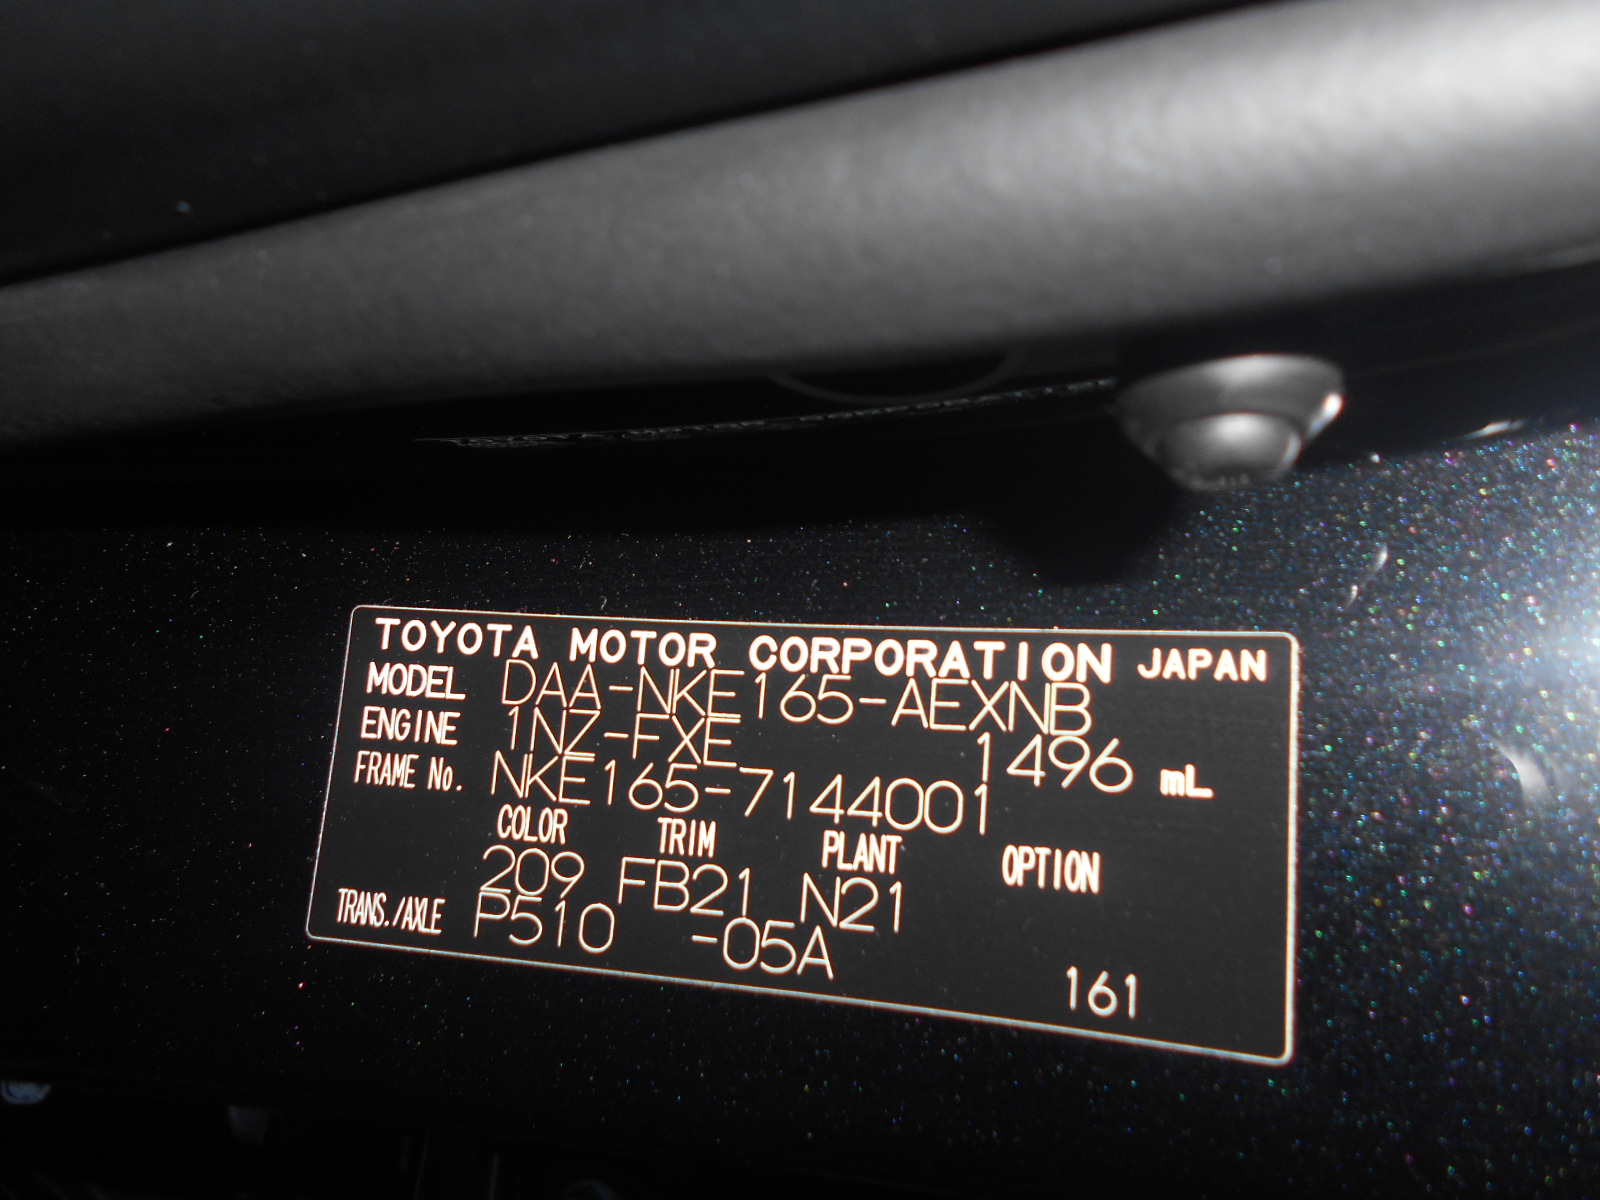 TOYOTA MOTOR CORPORATION JAPAN
MODEL DAA-NKE165-AEXNB
ENGINE 1NZ-FXE 1496 mL
FRAME No. NKE165-7144001
COLOR TRIM PLANT OPTION
209 FB21 N21
TRANS./AXLE P510 -05A
161